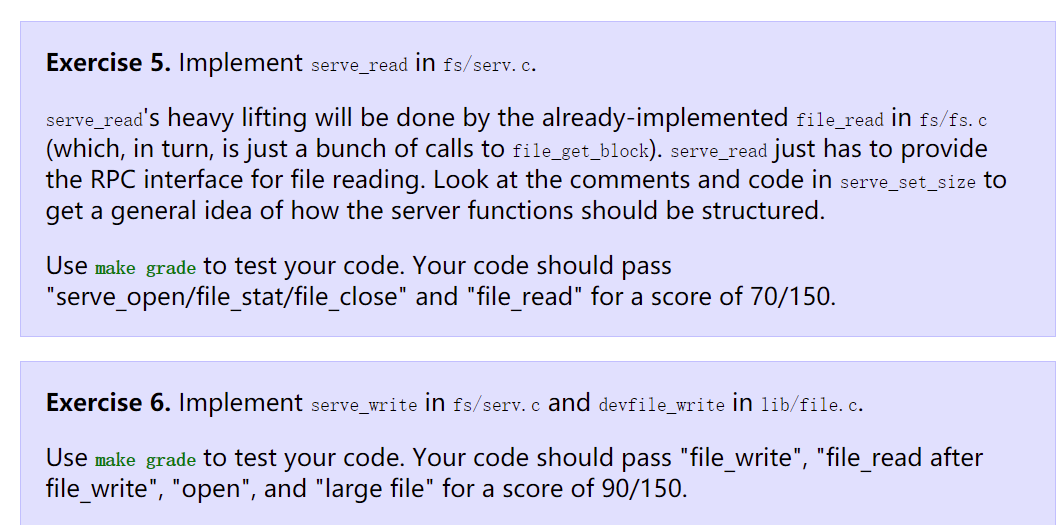 Exercise 5. Implement serve_read in fs/serv.c.
serve_read's heavy lifting will be done by the already-implemented file_read in fs/fs.c
(which, in turn, is just a bunch of calls to file_get_block). serve_read just has to provide
the RPC interface for file reading. Look at the comments and code in serve_set_size to
get a general idea of how the server functions should be structured.
Use make grade to test your code. Your code should pass
"serve_open/file_stat/file_close" and "file_read" for a score of 70/150.
Exercise 6. Implement serve_write in fs/serv.c and devfile_write in lib/file.c.
Use make grade to test your code. Your code should pass "file_write", "file_read after
file_write", "open", and "large file" for a score of 90/150.